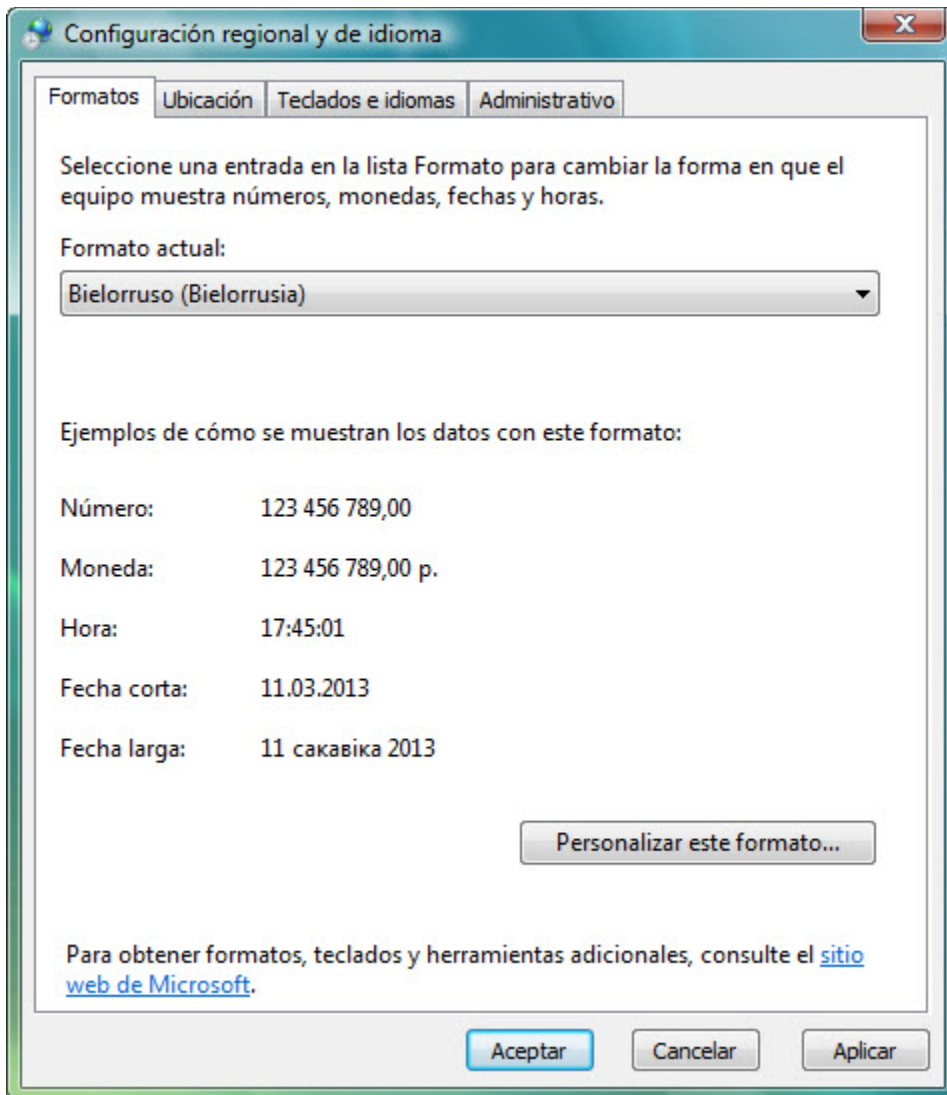 Configuración regional y de idioma
Formatos Ubicación Teclados e idiomas Administrativo
Seleccione una entrada en la lista Formato para cambiar la forma en que el
equipo muestra números, monedas, fechas y horas.
Formato actual:
Bielorruso (Bielorrusia)
Ejemplos de cómo se muestran los datos con este formato:
Número: 123 456 789,00
Moneda: 123 456 789,00 р.
Hora: 17:45:01
Fecha corta: 11.03.2013
Fecha larga: 11 сакавіка 2013
Personalizar este formato...
Para obtener formatos, teclados y herramientas adicionales, consulte el sitio
web de Microsoft.
Aceptar Cancelar Aplicar